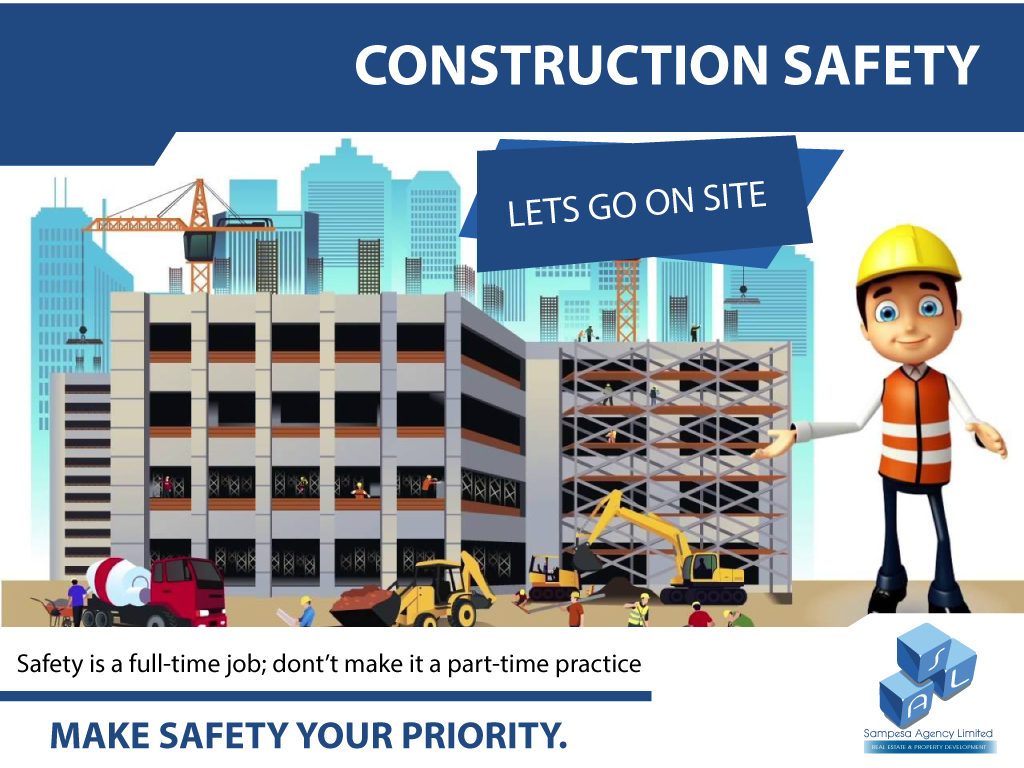 CONSTRUCTION SAFETY
LETS GO ON SITE
Safety is a full-time job; dont't make it a part-time practice
MAKE SAFETY YOUR PRIORITY.
S
L
A
Sampesa Agency Limited
REAL ESTATE & PROPERTY DEVELOPMENT